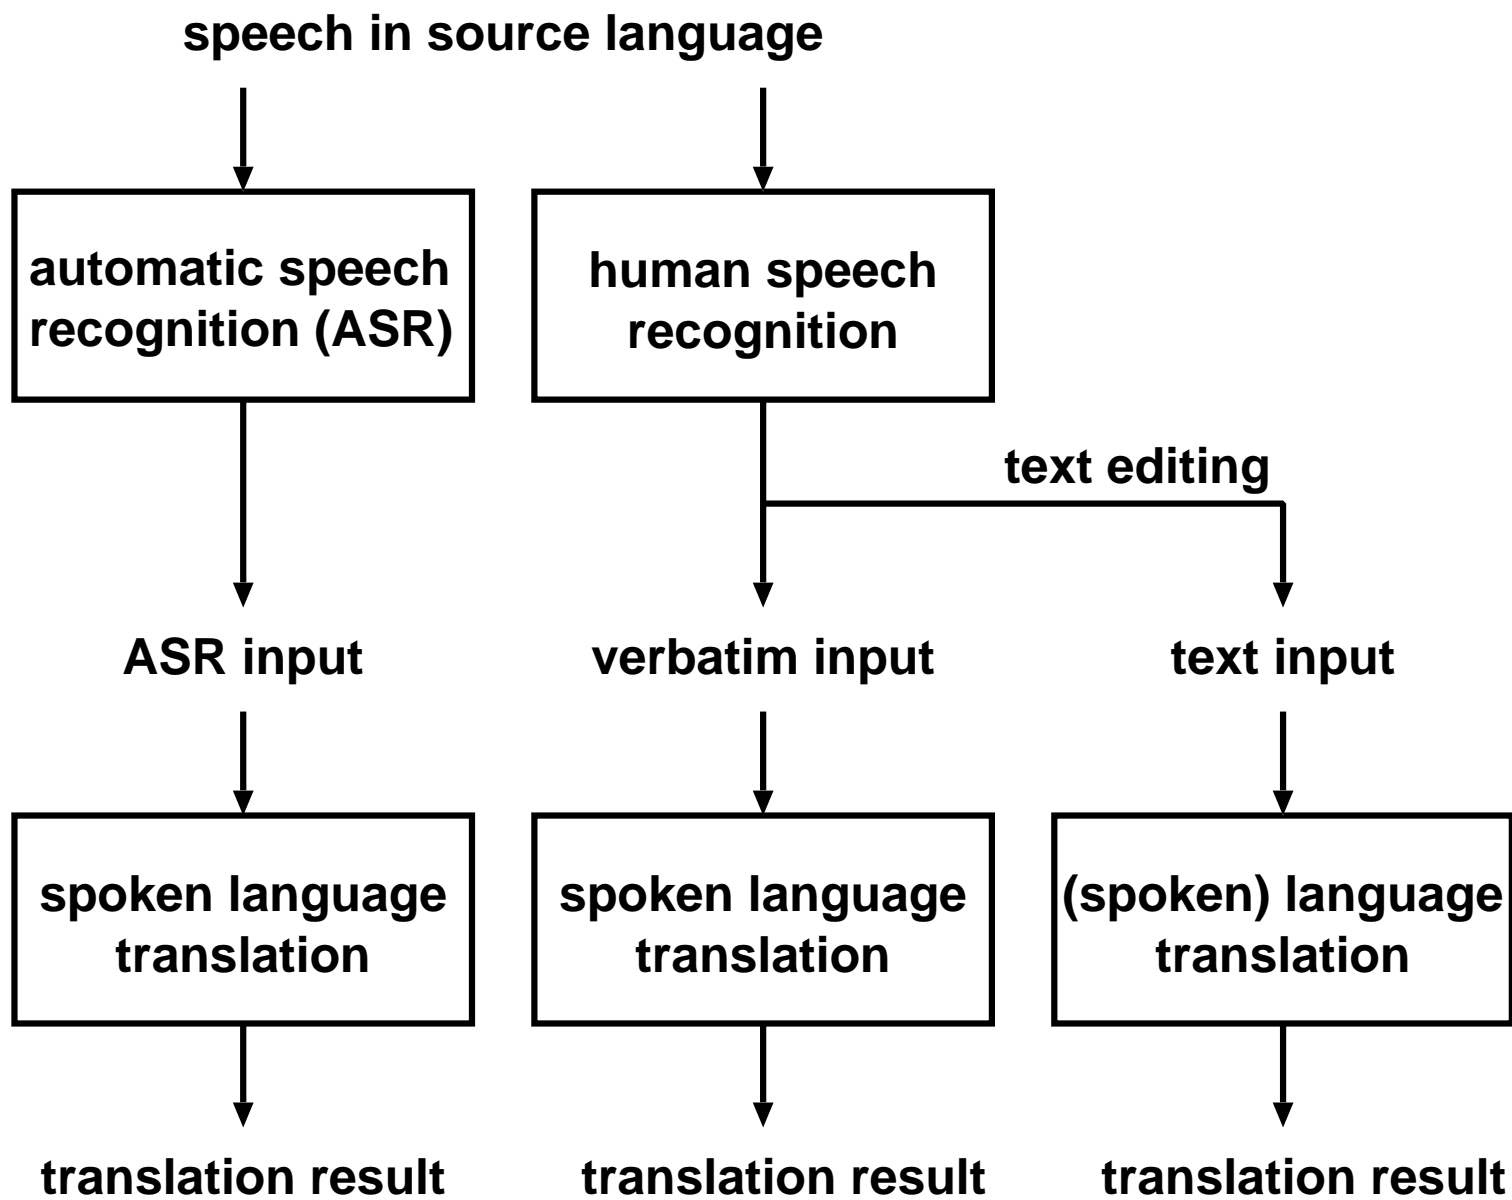 speech in source language
automatic speech
recognition (ASR)
human speech
recognition
text editing
ASR input
verbatim input
text input
spoken language
translation
spoken language
translation
(spoken) language
translation
translation result
translation result
translation result